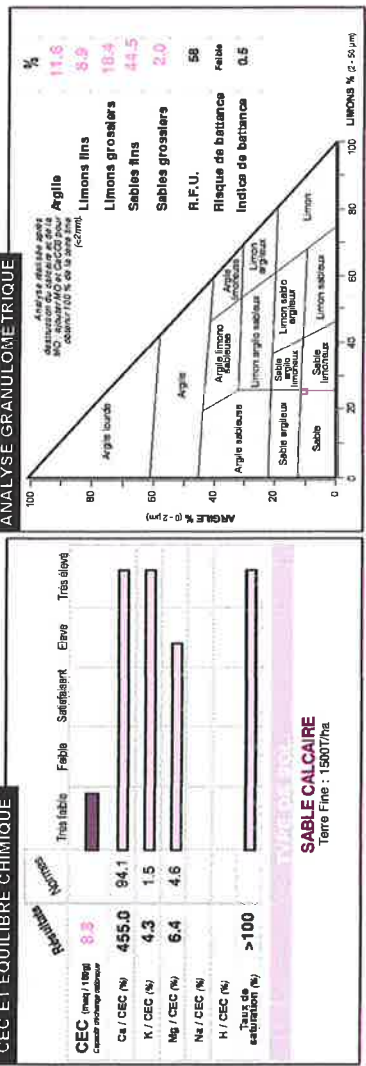 CEC ET EQUILIBRE CHIMIQUE
Résultats
Normes
Très faible
Faible
Satisfaisant
Elevé
Très élevé
CEC (meq / 100g)
8.8
Ca / CEC (%)
455.0
94.1
K / CEC (%)
4.3
1.5
Mg / CEC (%)
6.4
4.6
Na / CEC (%)
H / CEC (%)
Taux de
saturation (%)
>100
SABLE CALCAIRE
Terre Fine : 1500T/ha
ANALYSE GRANULOMETRIQUE
ARGILE % (0 - 2 µm)
100
80
60
40
20
0
Argile lourde
Argile
Argile sableuse
Argile limono
sableuse
Argile
limoneuse
Limon argilo sableux
Limon
argileux
Sable argileux
Sable
argilo
limoneux
Limon sablo
argileux
Sable
Sable
limoneux
Limon sableux
Limon
0
20
40
60
80
100
LIMONS % (2 - 50 µm)
Analyse réalisée après
destruction du calcaire et de la
MO : ajouter MO et CaCO3 pour
obtenir 100 % de la terre fine
(<2mm).
%
Argile
11.8
Limons fins
8.9
Limons grossiers
18.4
Sables fins
44.5
Sables grossiers
2.0
R.F.U.
58
Risque de battance
Faible
Indice de battance
0.5